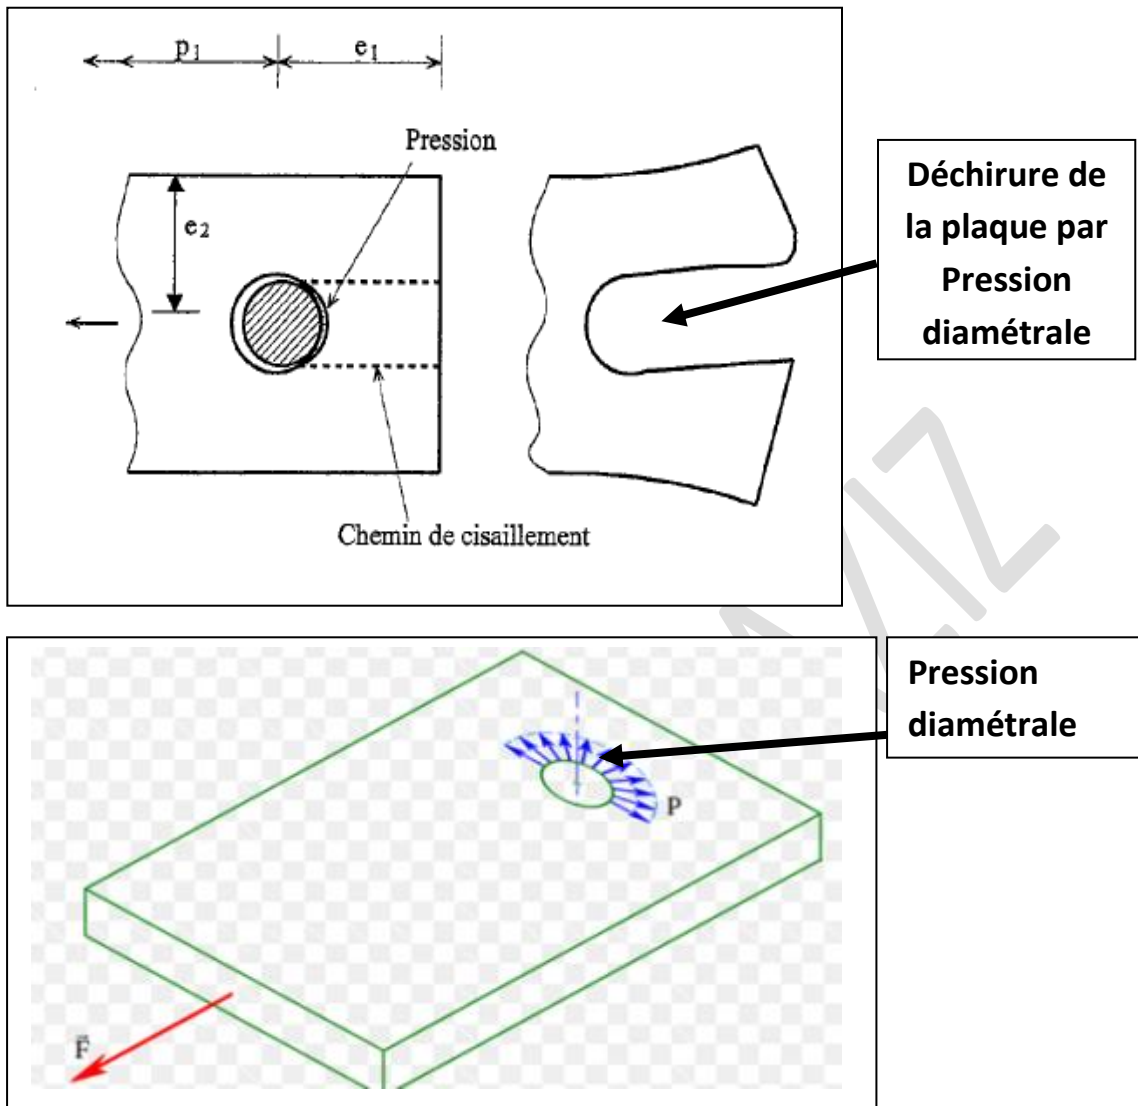 p1
e1
Pression
e2
Chemin de cisaillement
Déchirure de
la plaque par
Pression
diamétrale
Pression
diamétrale
P
F